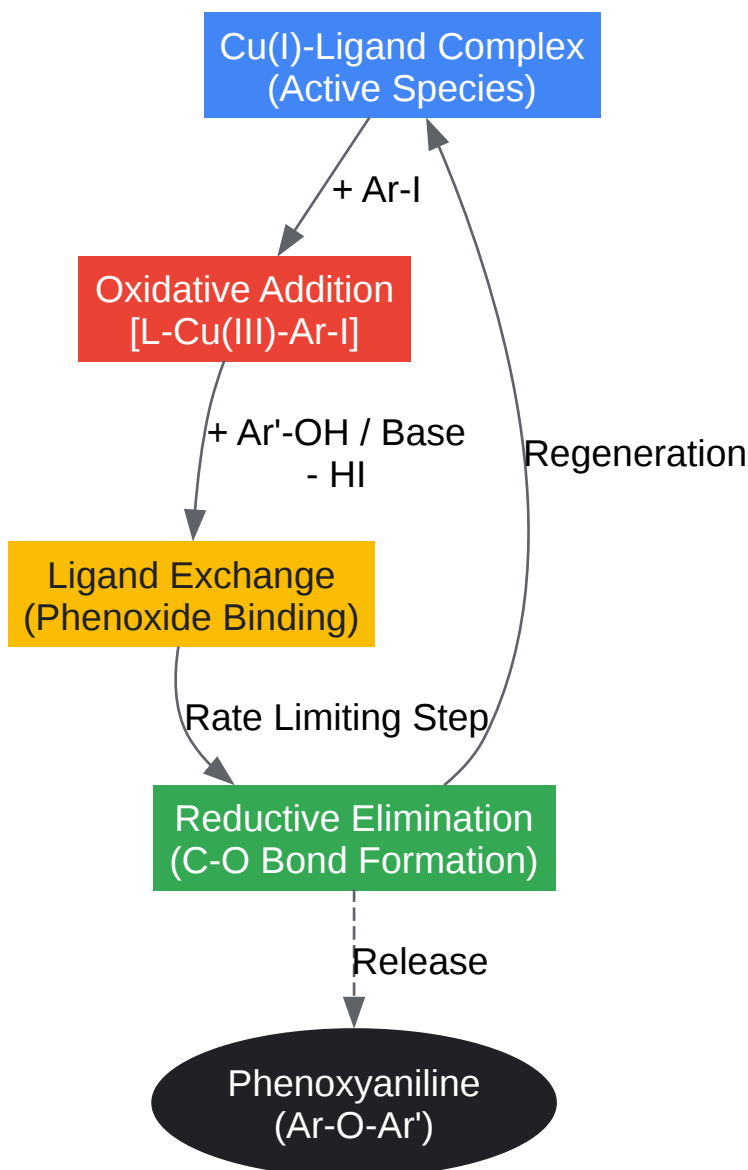 Cu(I)-Ligand Complex
(Active Species)
+ Ar-I
Oxidative Addition
[L-Cu(III)-Ar-I]
+ Ar'-OH / Base
- HI
Regeneration
Ligand Exchange
(Phenoxide Binding)
Rate Limiting Step
Reductive Elimination
(C-O Bond Formation)
Release
Phenoxyaniline
(Ar-O-Ar')